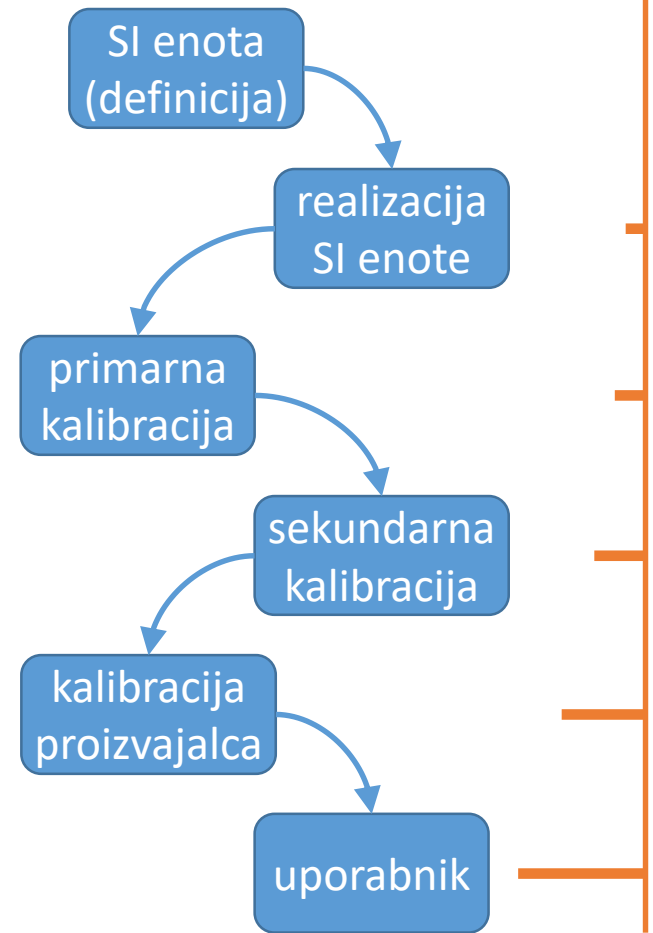 SI enota
(definicija)
realizacija
SI enote
primarna
kalibracija
sekundarna
kalibracija
kalibracija
proizvajalca
uporabnik